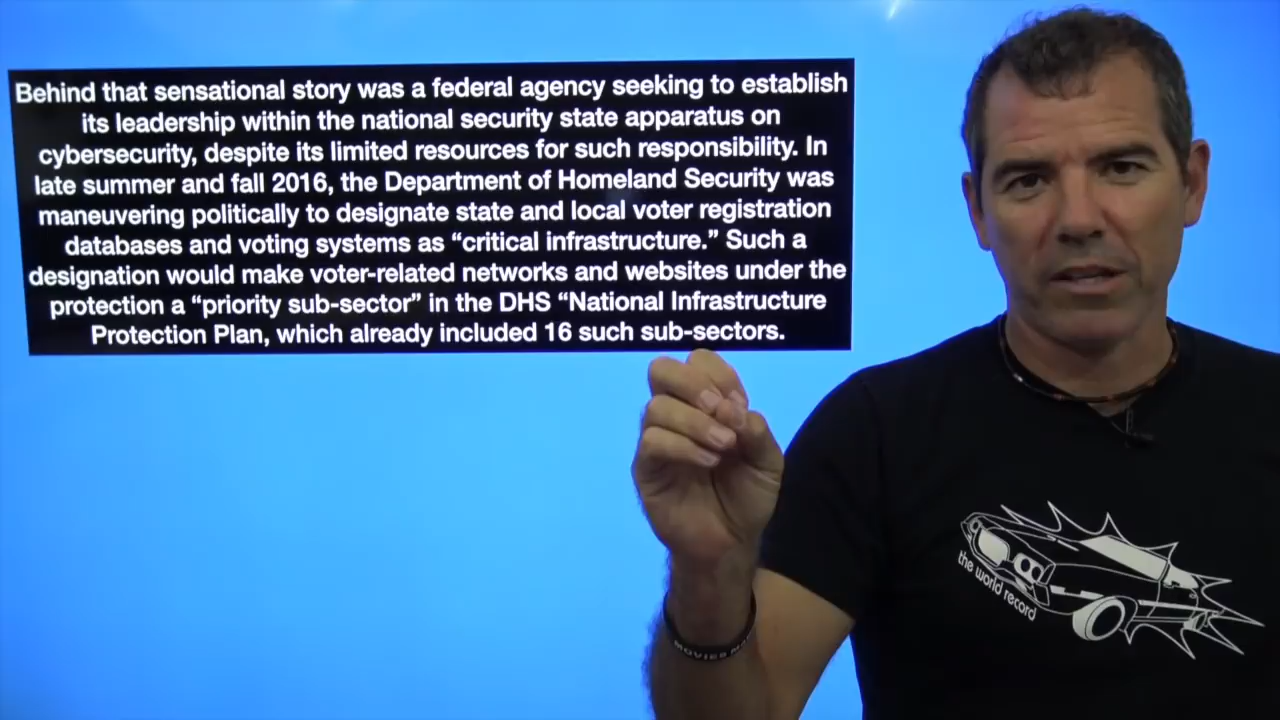 Behind that sensational story was a federal agency seeking to establish
its leadership within the national security state apparatus on
cybersecurity, despite its limited resources for such responsibility. In
late summer and fall 2016, the Department of Homeland Security was
maneuvering politically to designate state and local voter registration
databases and voting systems as “critical infrastructure.” Such a
designation would make voter-related networks and websites under the
protection a “priority sub-sector” in the DHS “National Infrastructure
Protection Plan, which already included 16 such sub-sectors.
the world record
MOVIES